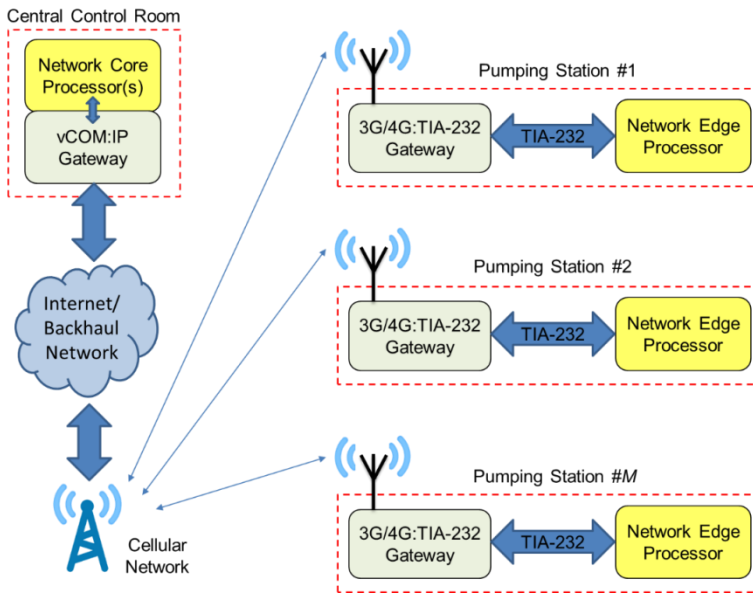 Central Control Room
Network Core
Processor(s)
vCOM:IP
Gateway
Internet/
Backhaul
Network
Cellular
Network
Pumping Station #1
3G/4G:TIA-232
Gateway
TIA-232
Network Edge
Processor
Pumping Station #2
3G/4G:TIA-232
Gateway
TIA-232
Network Edge
Processor
Pumping Station #M
3G/4G:TIA-232
Gateway
TIA-232
Network Edge
Processor